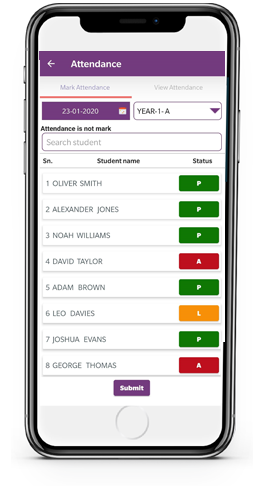 Attendance
Mark Attendance View Attendance
23-01-2020 YEAR-1- A
Attendance is not mark
Search student
Sn. Student name Status
1 OLIVER SMITH P
2 ALEXANDER JONES P
3 NOAH WILLIAMS P
4 DAVID TAYLOR A
5 ADAM BROWN P
6 LEO DAVIES L
7 JOSHUA EVANS P
8 GEORGE THOMAS A
Submit